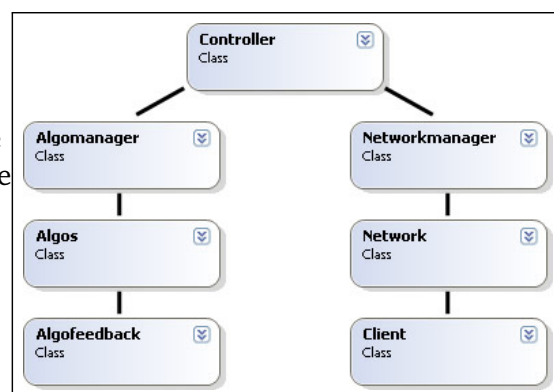 Controller
Class
Algomanager
Class
Networkmanager
Class
e
Algos
Class
Network
Class
Algofeedback
Class
Client
Class